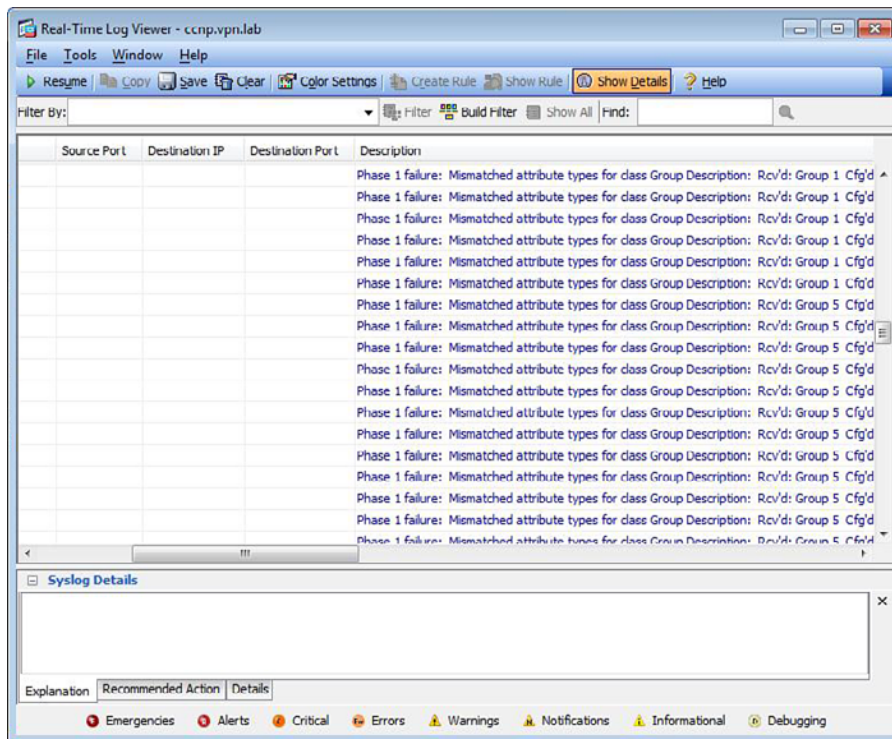 Real-Time Log Viewer - ccnp.vpn.lab
File Tools Window Help
Resume Copy Save Clear Color Settings Create Rule Show Rule Show Details Help
Filter By: Filter Build Filter Show All Find:
Source Port Destination IP Destination Port Description
Phase 1 failure: Mismatched attribute types for class Group Description: Rcv'd: Group 1 Cfg'd
Phase 1 failure: Mismatched attribute types for class Group Description: Rcv'd: Group 1 Cfg'd
Phase 1 failure: Mismatched attribute types for class Group Description: Rcv'd: Group 1 Cfg'd
Phase 1 failure: Mismatched attribute types for class Group Description: Rcv'd: Group 1 Cfg'd
Phase 1 failure: Mismatched attribute types for class Group Description: Rcv'd: Group 1 Cfg'd
Phase 1 failure: Mismatched attribute types for class Group Description: Rcv'd: Group 1 Cfg'd
Phase 1 failure: Mismatched attribute types for class Group Description: Rcv'd: Group 5 Cfg'd
Phase 1 failure: Mismatched attribute types for class Group Description: Rcv'd: Group 5 Cfg'd
Phase 1 failure: Mismatched attribute types for class Group Description: Rcv'd: Group 5 Cfg'd
Phase 1 failure: Mismatched attribute types for class Group Description: Rcv'd: Group 5 Cfg'd
Phase 1 failure: Mismatched attribute types for class Group Description: Rcv'd: Group 5 Cfg'd
Phase 1 failure: Mismatched attribute types for class Group Description: Rcv'd: Group 5 Cfg'd
Phase 1 failure: Mismatched attribute types for class Group Description: Rcv'd: Group 5 Cfg'd
Phase 1 failure: Mismatched attribute types for class Group Description: Rcv'd: Group 5 Cfg'd
Phase 1 failure: Mismatched attribute types for class Group Description: Rcv'd: Group 5 Cfg'd
Phase 1 failure: Mismatched attribute types for class Group Description: Rcv'd: Group 5 Cfg'd
Phase 1 failure: Mismatched attribute types for class Group Description: Rcv'd: Group 5 Cfg'd
Phase 1 failure: Mismatched attribute types for class Group Description: Rcv'd: Group 5 Cfg'd
Syslog Details
Explanation Recommended Action Details
Emergencies Alerts Critical Errors Warnings Notifications Informational Debugging